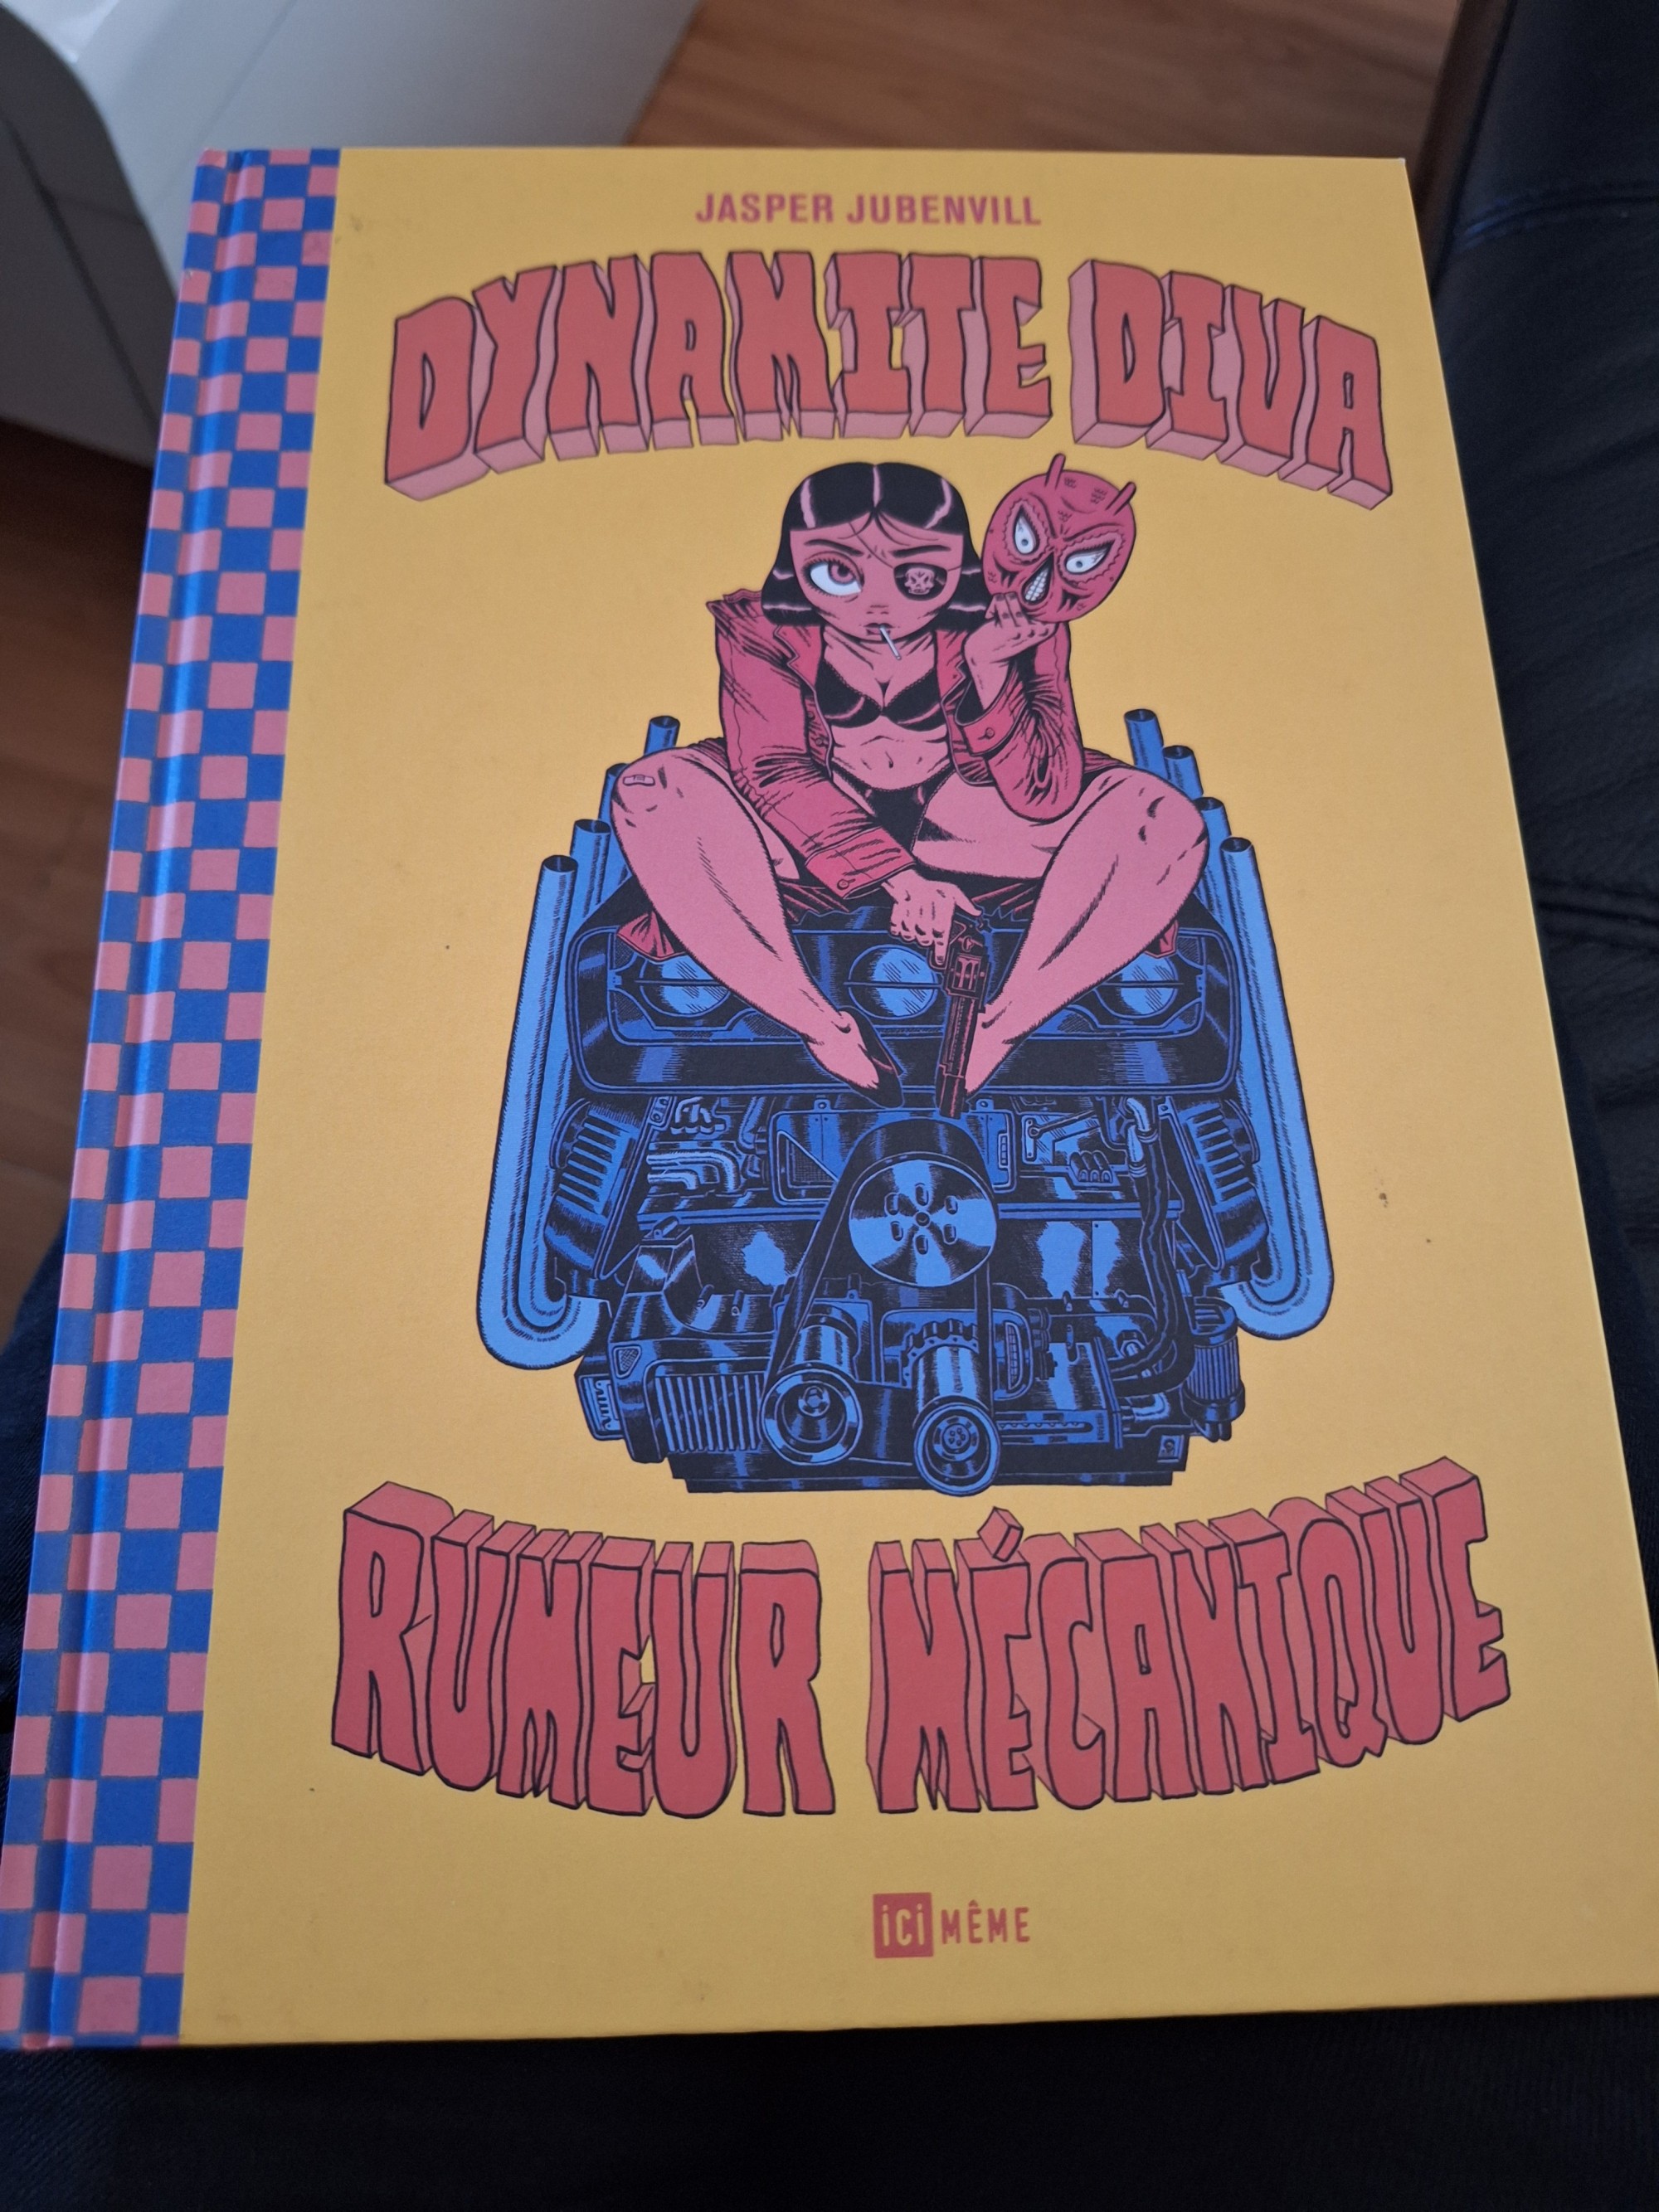 JASPER JUBENVILL
DYNAMITE DIVA
RUMEUR MÉCANIQUE
iCi MÊME